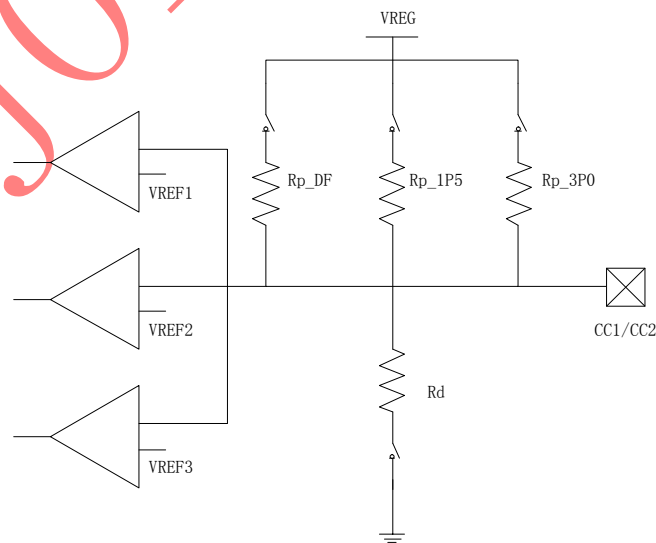 VREG
Rp_DF
Rp_1P5
Rp_3P0
VREF1
VREF2
CC1/CC2
Rd
VREF3